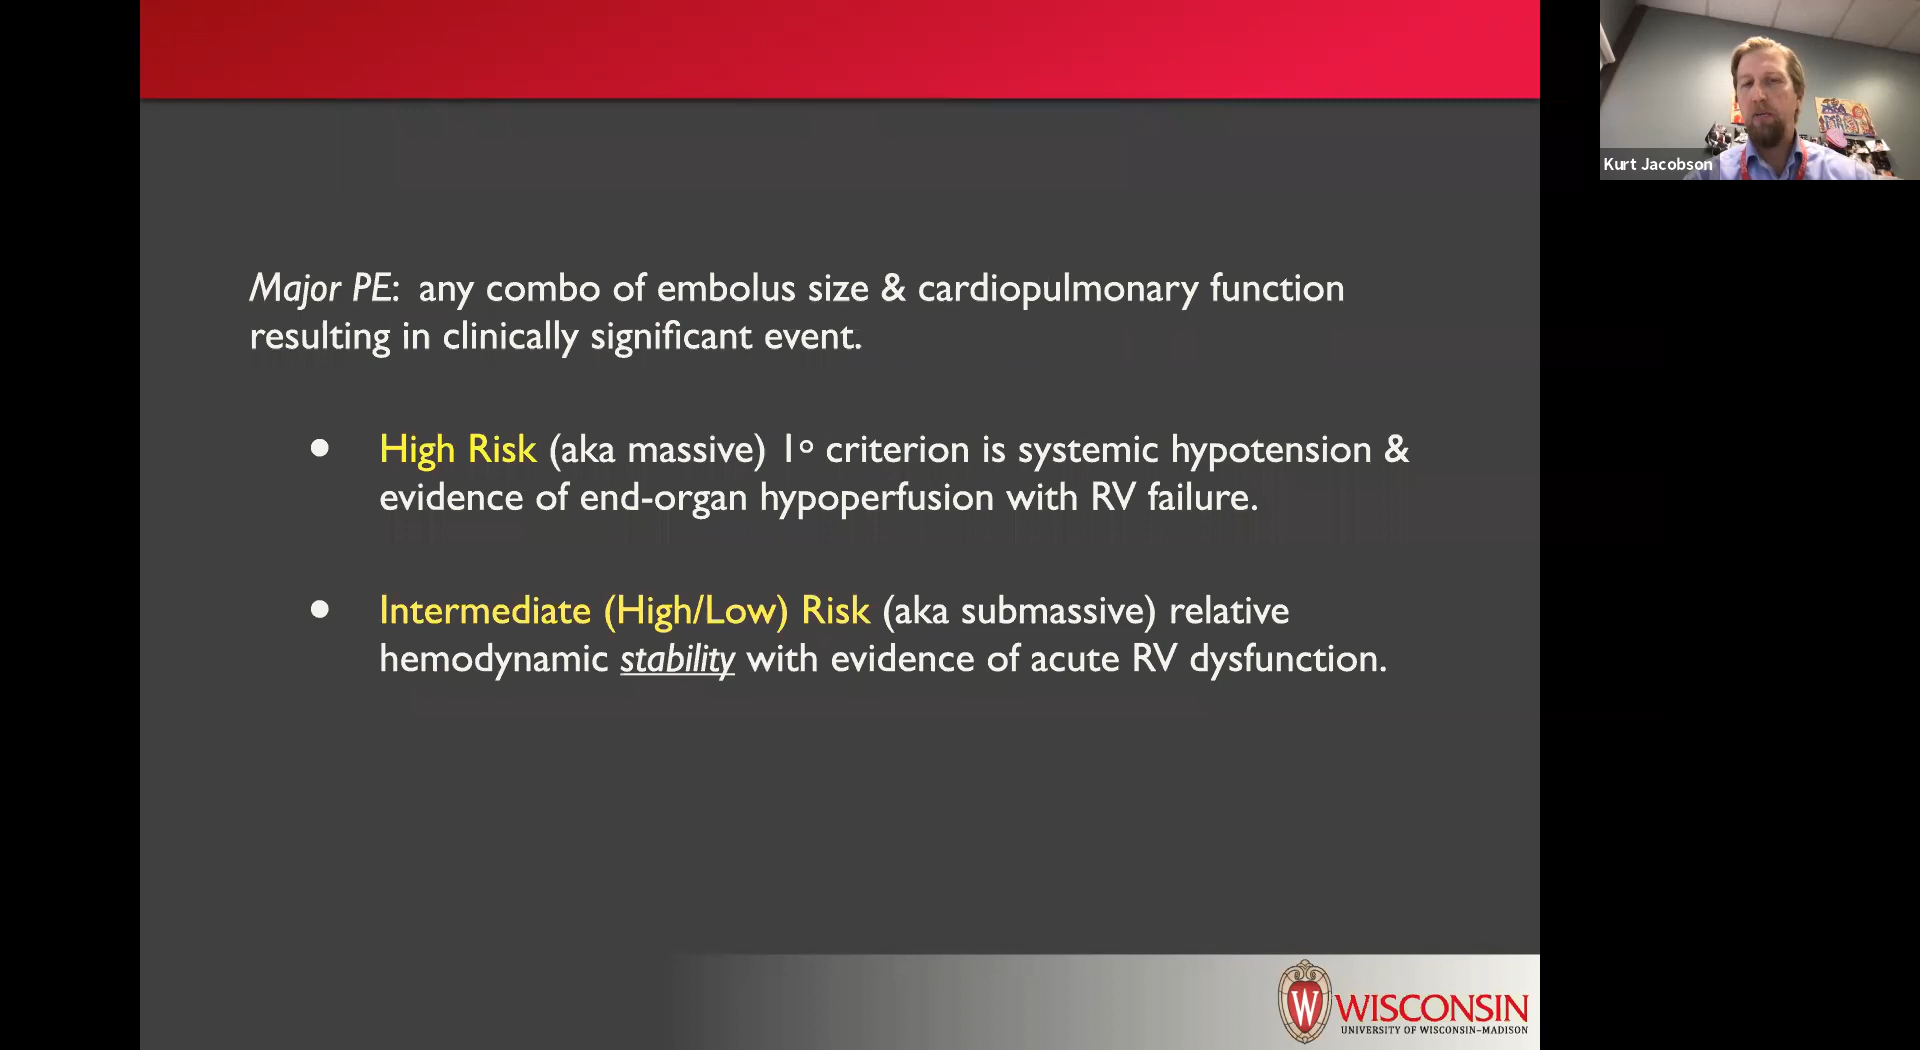 Kurt Jacobson
Major PE: any combo of embolus size & cardiopulmonary function
resulting in clinically significant event.
• High Risk (aka massive) 1° criterion is systemic hypotension &
evidence of end-organ hypoperfusion with RV failure.
• Intermediate (High/Low) Risk (aka submassive) relative
hemodynamic stability with evidence of acute RV dysfunction.
W
WISCONSIN
UNIVERSITY OF WISCONSIN–MADISON